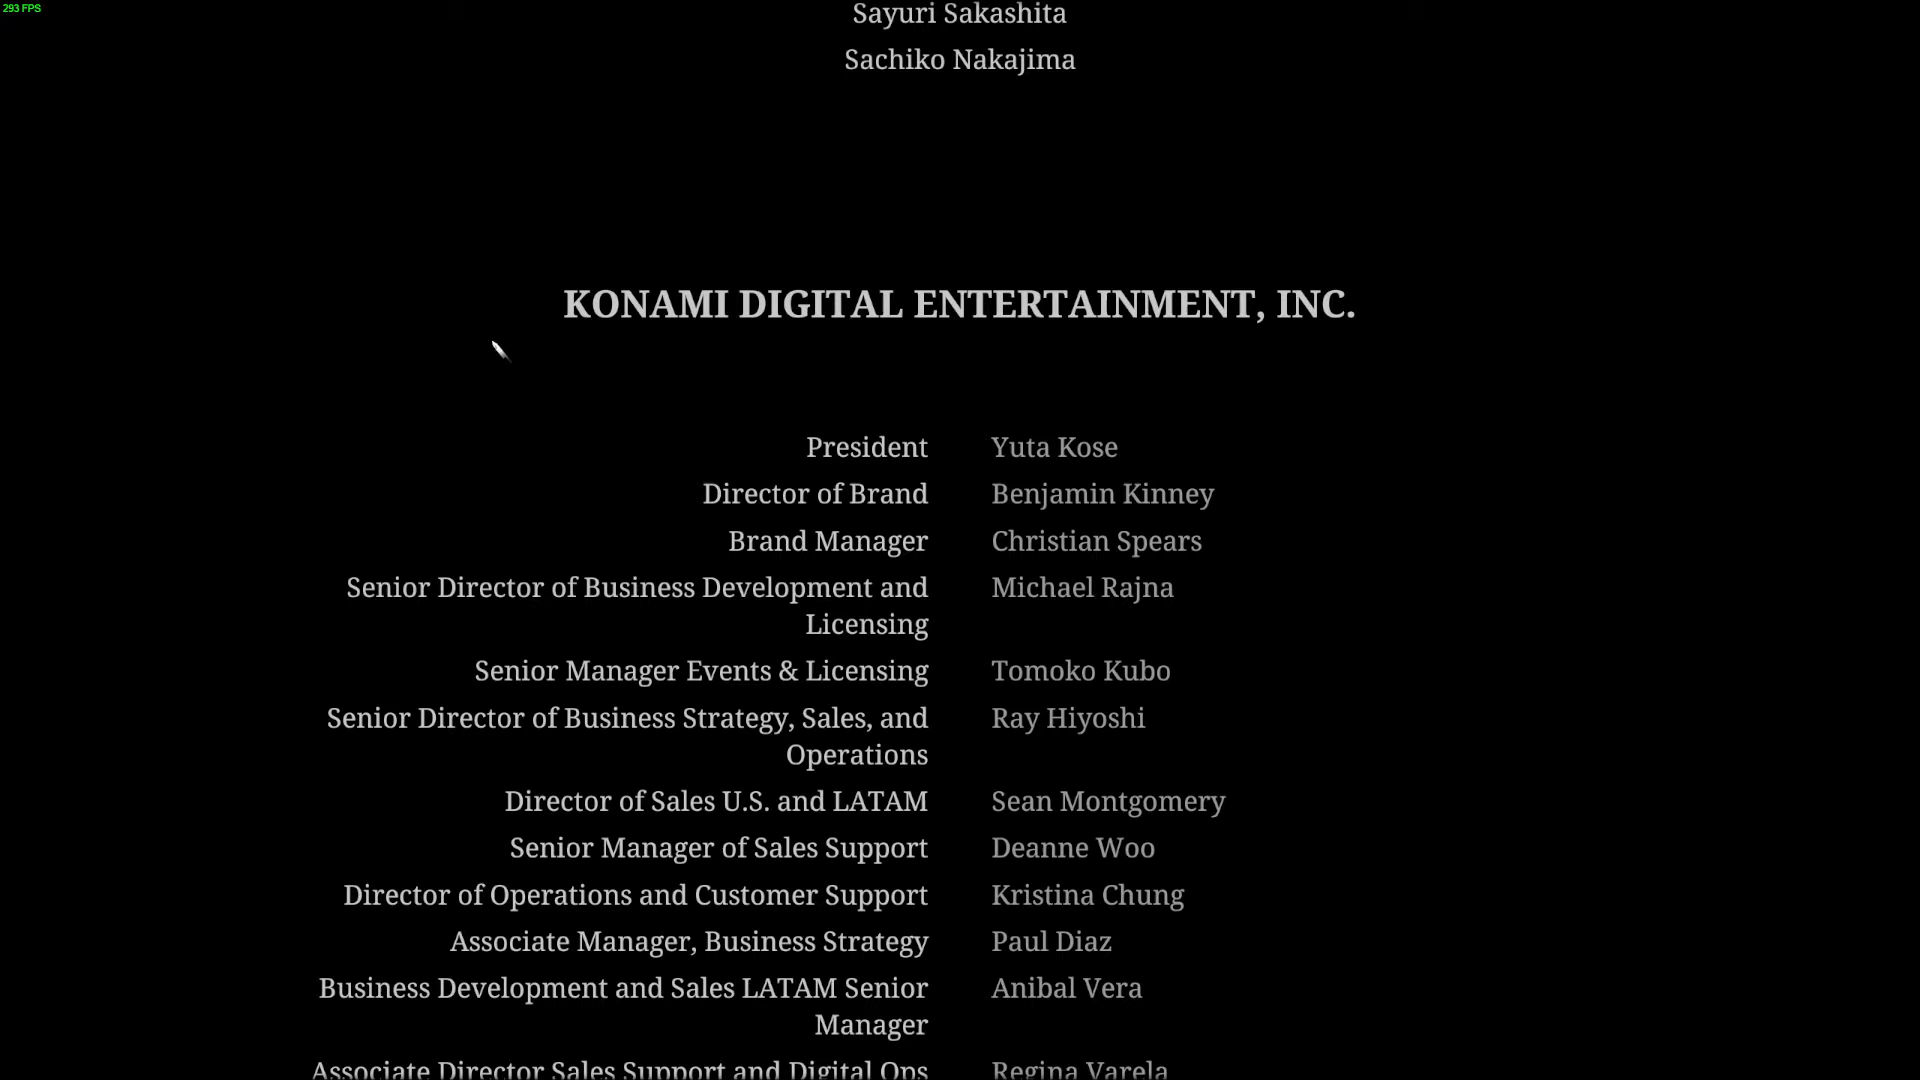 293 FPS
Sayuri Sakashita
Sachiko Nakajima
KONAMI DIGITAL ENTERTAINMENT, INC.
President Yuta Kose
Director of Brand Benjamin Kinney
Brand Manager Christian Spears
Senior Director of Business Development and Michael Rajna
Licensing
Senior Manager Events & Licensing Tomoko Kubo
Senior Director of Business Strategy, Sales, and Ray Hiyoshi
Operations
Director of Sales U.S. and LATAM Sean Montgomery
Senior Manager of Sales Support Deanne Woo
Director of Operations and Customer Support Kristina Chung
Associate Manager, Business Strategy Paul Diaz
Business Development and Sales LATAM Senior Anibal Vera
Manager
Associate Director Sales Support and Digital Ops Regina Varela